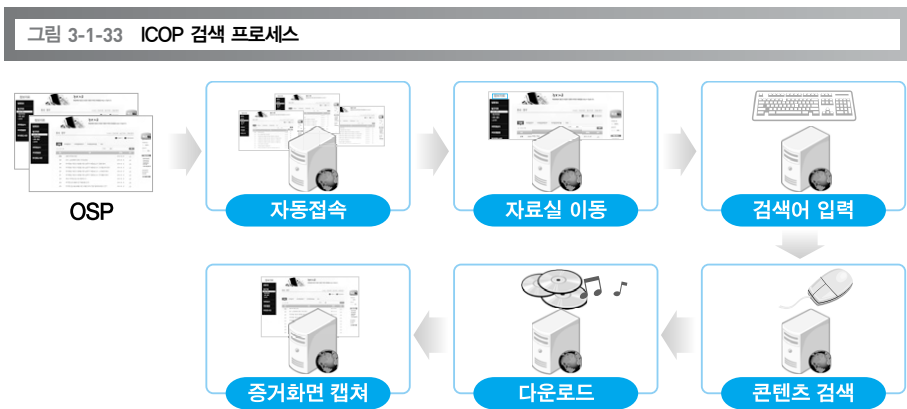 그림 3-1-33 ICOP 검색 프로세스
OSP
자동접속
자료실 이동
검색어 입력
콘텐츠 검색
다운로드
증거화면 캡쳐